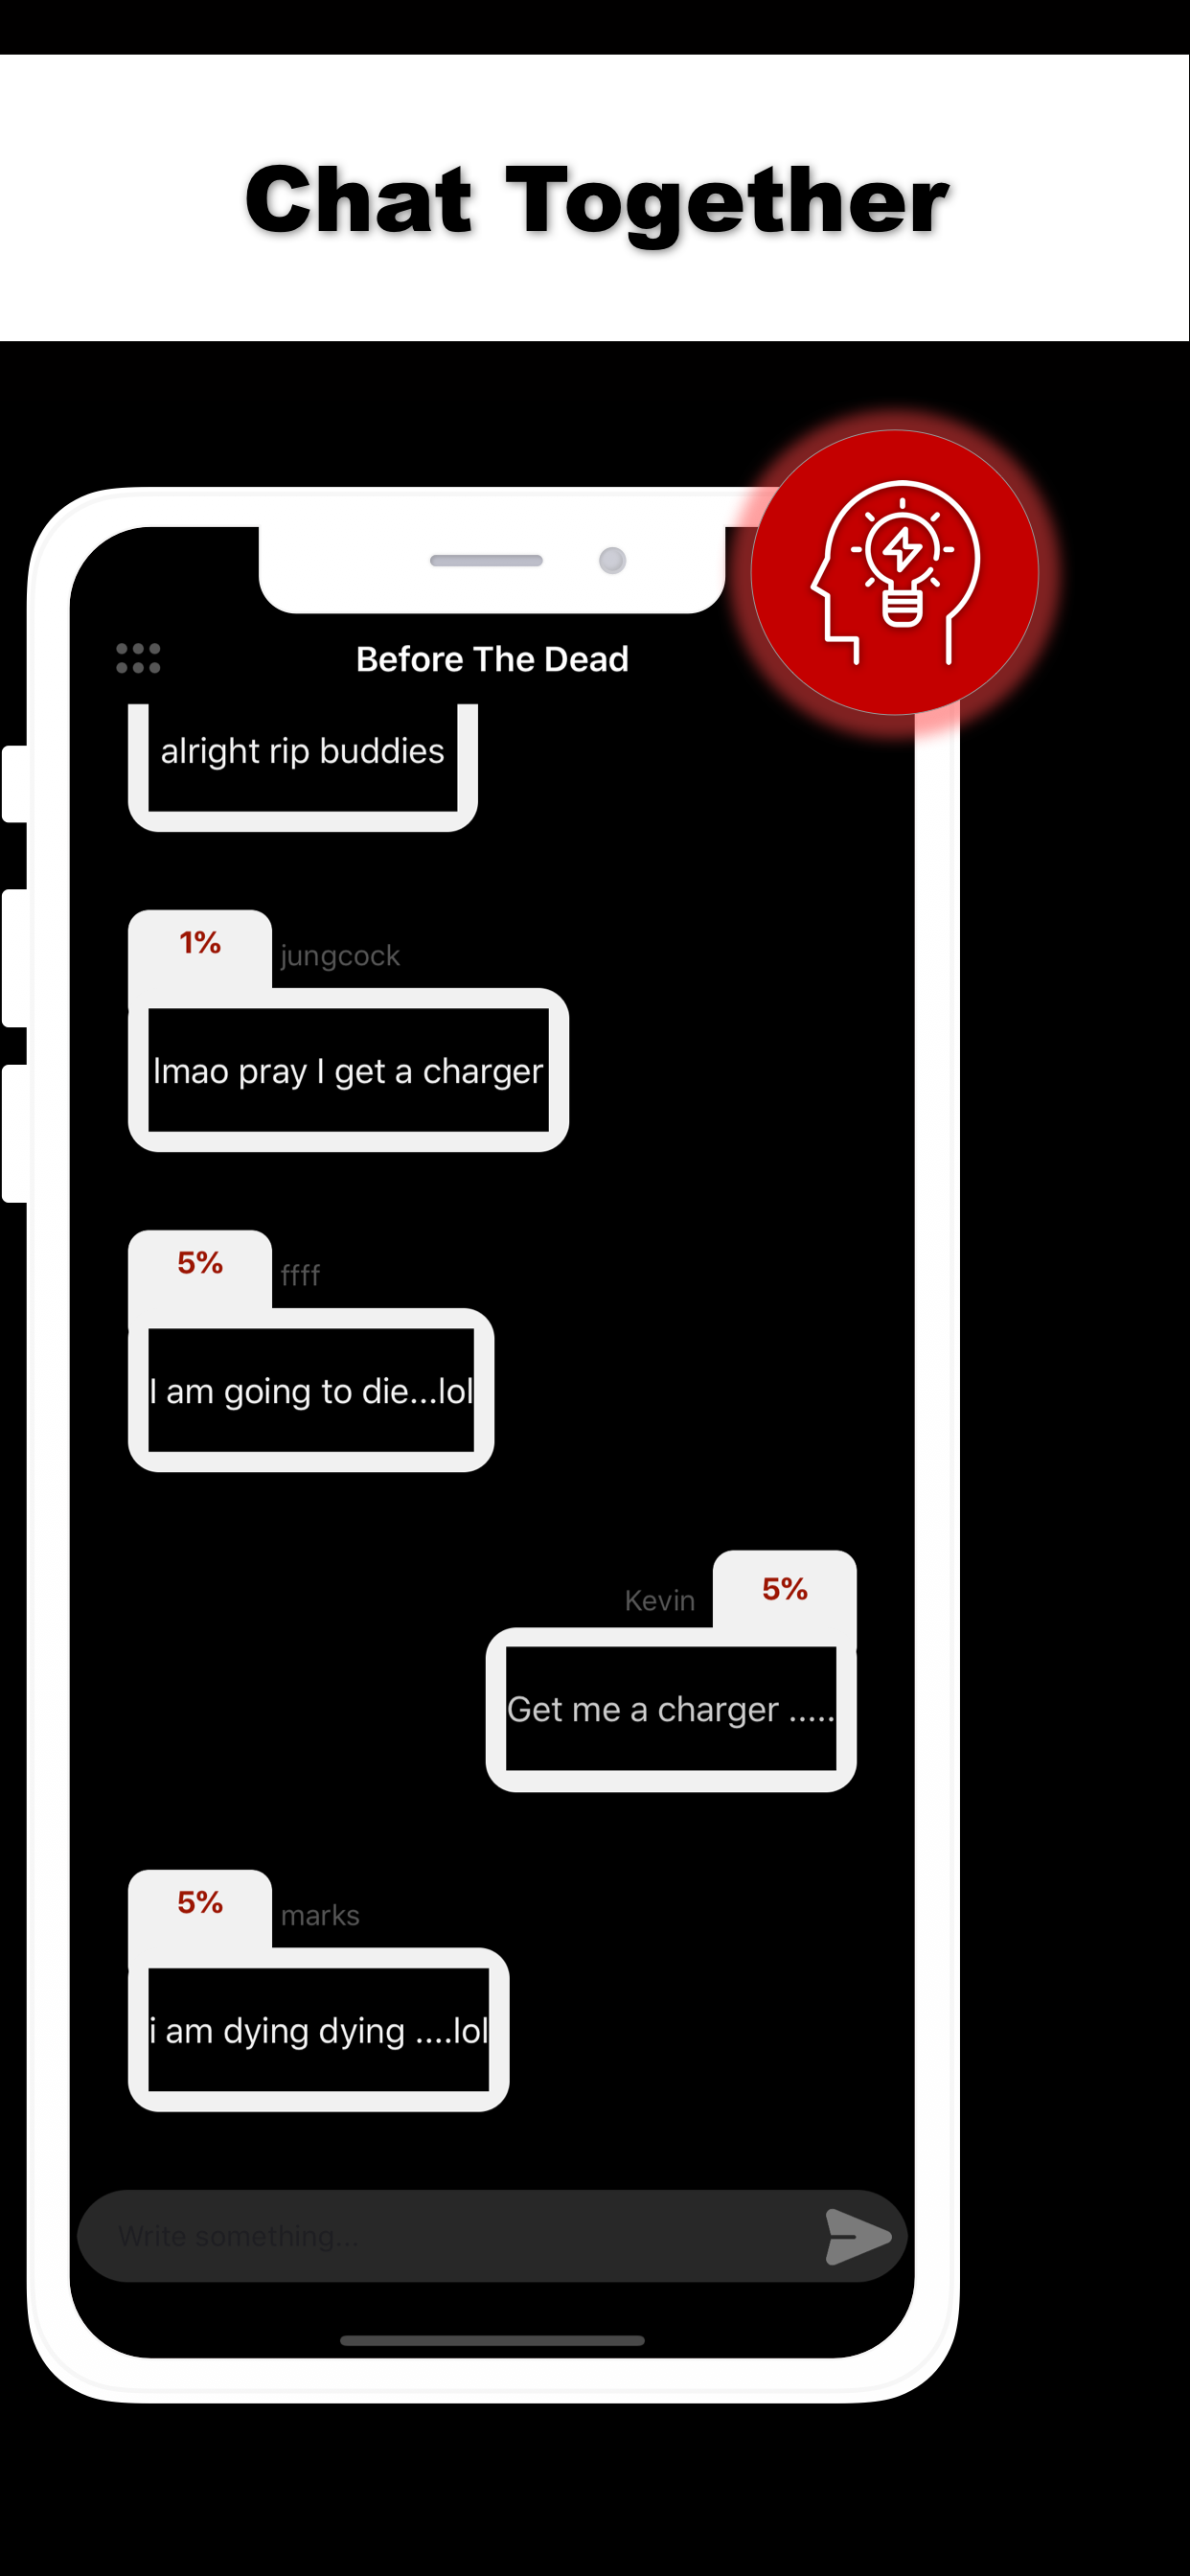 Chat Together
Before The Dead
alright rip buddies
1%
jungcock
lmao pray I get a charger
5%
ffff
I am going to die...lol
Kevin
5%
Get me a charger .....
5%
marks
i am dying dying ....lol
Write something...